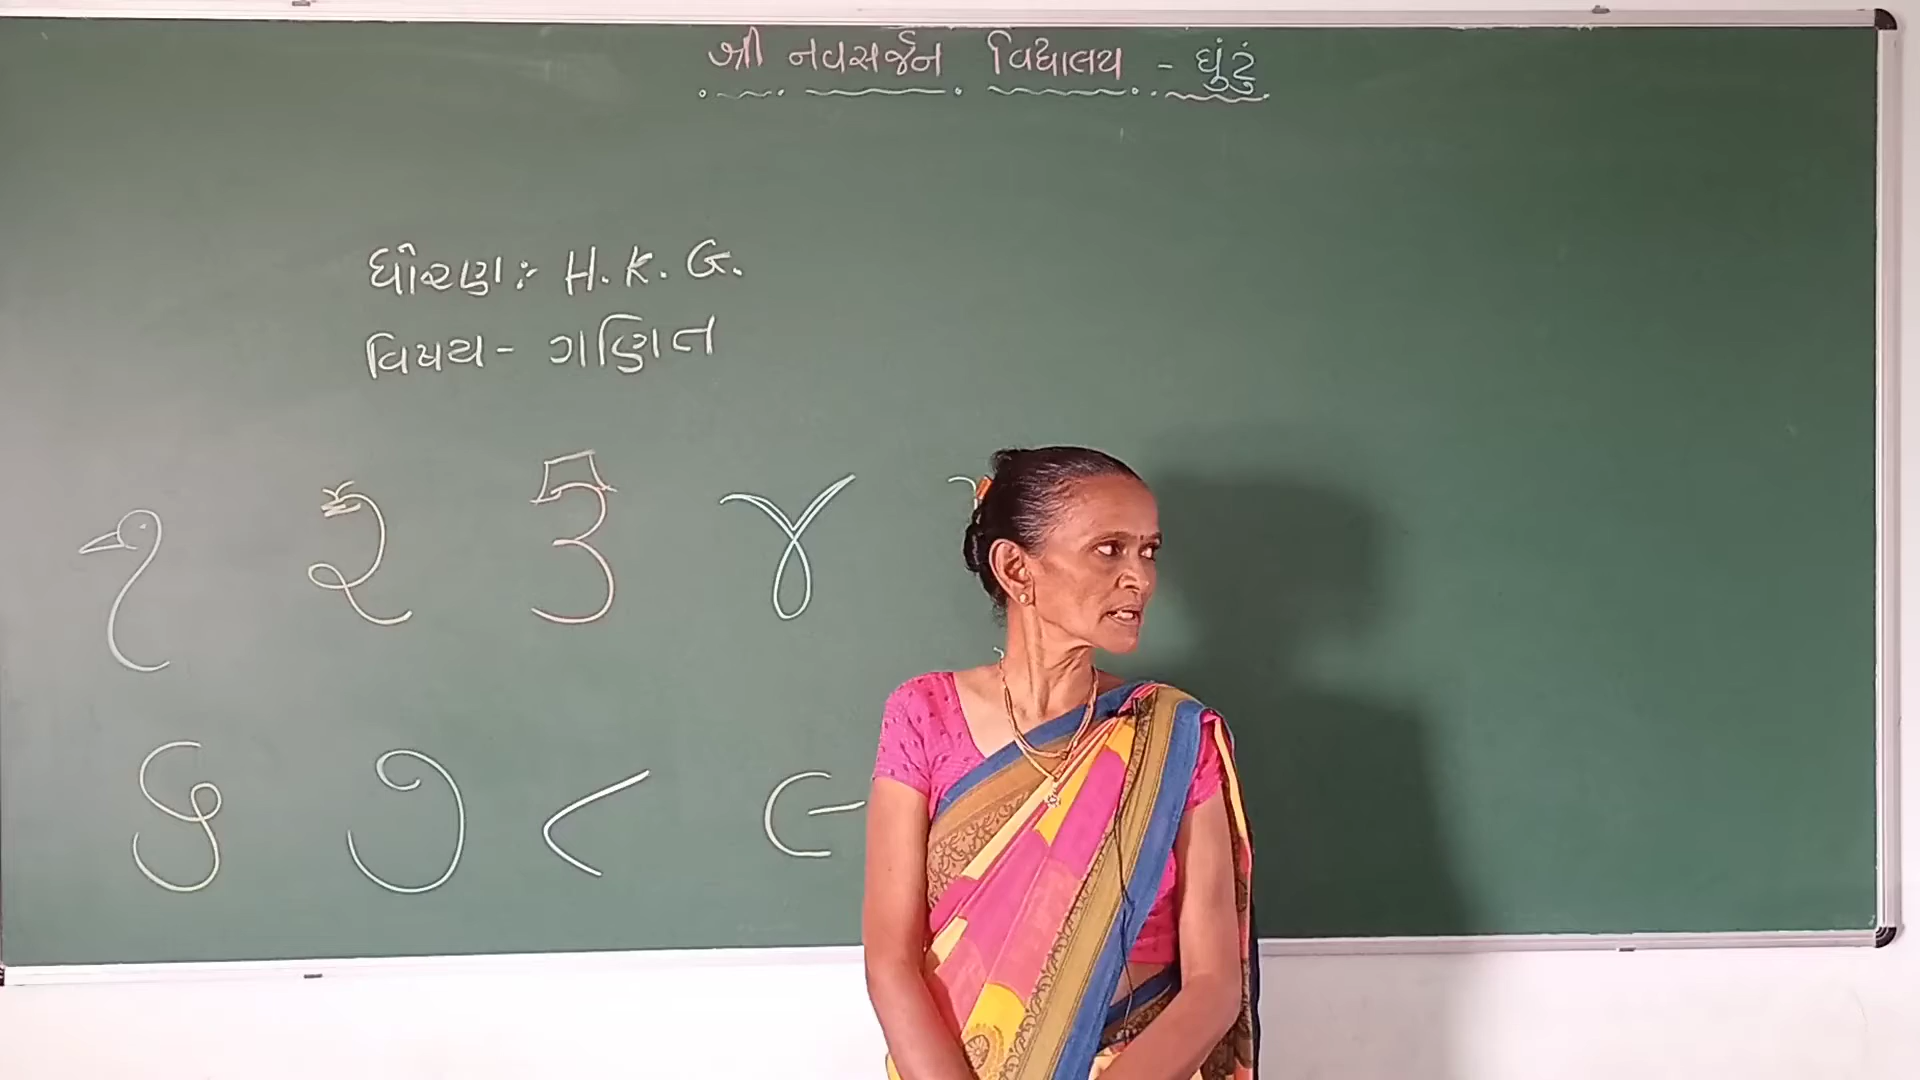 શ્રી નવસર્જન વિદ્યાલય - ઘુંટું
ધોરણ : H. K. G.
વિષય - ગણિત
૧ ૨ ૩ ૪
૬ ૭ ૮ ૯